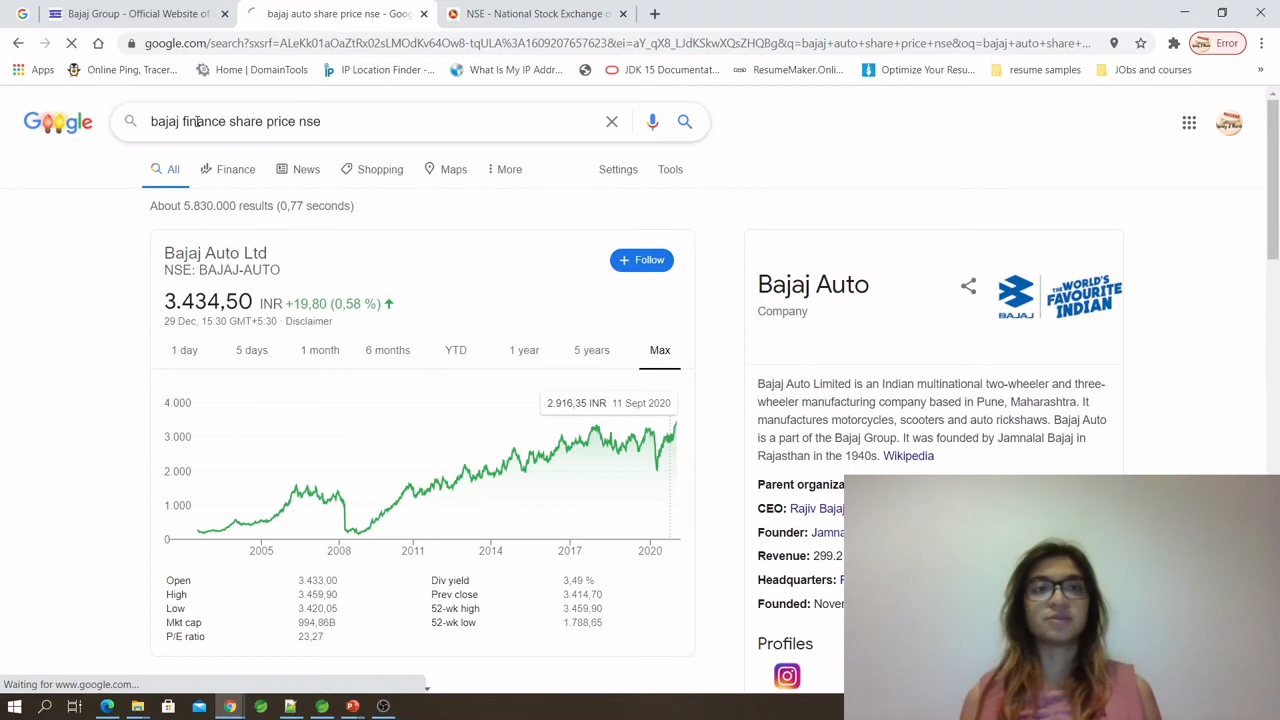 Bajaj Group - Official Website of
bajaj auto share price nse - Goo
NSE - National Stock Exchange o
google.com/search?sxsrf=ALeKk01aOaZtRx02sLMOdKv64Ow8-tqULA
q=bajaj+auto+share+price+nse&oq=bajaj+auto+share+...
Error
Apps
Online Ping, Tracer...
Home | DomainTools
IP Location Finder -...
What Is My IP Addr...
JDK 15 Documentat...
ResumeMaker.Onli...
Optimize Your Resu...
resume samples
JObs and courses
»
bajaj finance share price nse
All
Finance
News
Shopping
Maps
More
Settings
Tools
About 5.830.000 results (0,77 seconds)
Bajaj Auto Ltd
NSE: BAJAJ-AUTO
+ Follow
3.434,50 INR +19,80 (0,58 %)
29 Dec, 15:30 GMT+5:30 · Disclaimer
1 day
5 days
1 month
6 months
YTD
1 year
5 years
Max
2.916,35 INR 11 Sept 2020
4.000
3.000
2.000
1.000
0
2005
2008
2011
2014
2017
2020
Open 3.433,00
High 3.459,90
Low 3.420,05
Mkt cap 994,86B
P/E ratio 23,27
Div yield 3,49 %
Prev close 3.414,70
52-wk high 3.459,90
52-wk low 1.788,65
Bajaj Auto
Company
BAJAJ
THE WORLD'S
FAVOURITE
INDIAN
Bajaj Auto Limited is an Indian multinational two-wheeler and three-
wheeler manufacturing company based in Pune, Maharashtra. It
manufactures motorcycles, scooters and auto rickshaws. Bajaj Auto
is a part of the Bajaj Group. It was founded by Jamnalal Bajaj in
Rajasthan in the 1940s. Wikipedia
Parent organiza
CEO: Rajiv Bajaj
Founder: Jamna
Revenue: 299.2
Headquarters:
Founded: Nover
Profiles
Waiting for www.google.com...